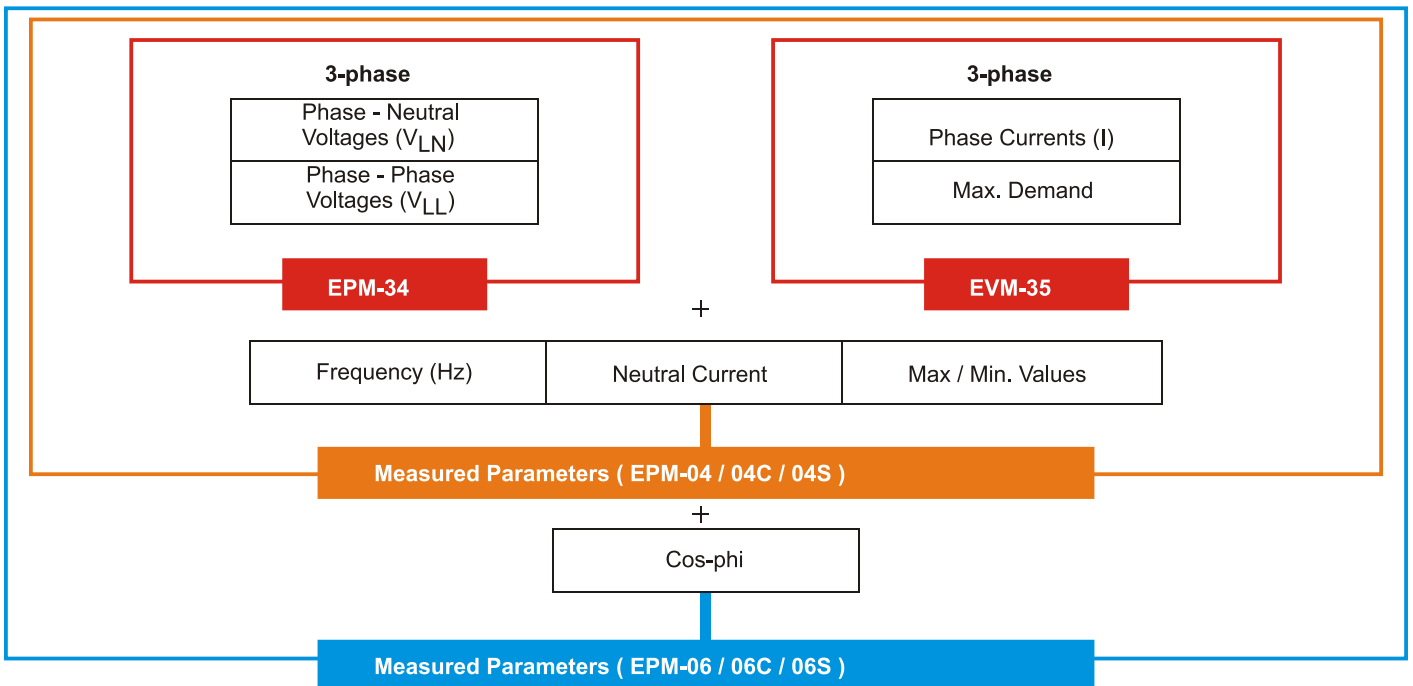 3-phase
Phase - Neutral
Voltages (VLN)
Phase - Phase
Voltages (VLL)
EPM-34
3-phase
Phase Currents (I)
Max. Demand
EVM-35
+
Frequency (Hz)
Neutral Current
Max / Min. Values
Measured Parameters ( EPM-04 / 04C / 04S )
+
Cos-phi
Measured Parameters ( EPM-06 / 06C / 06S )